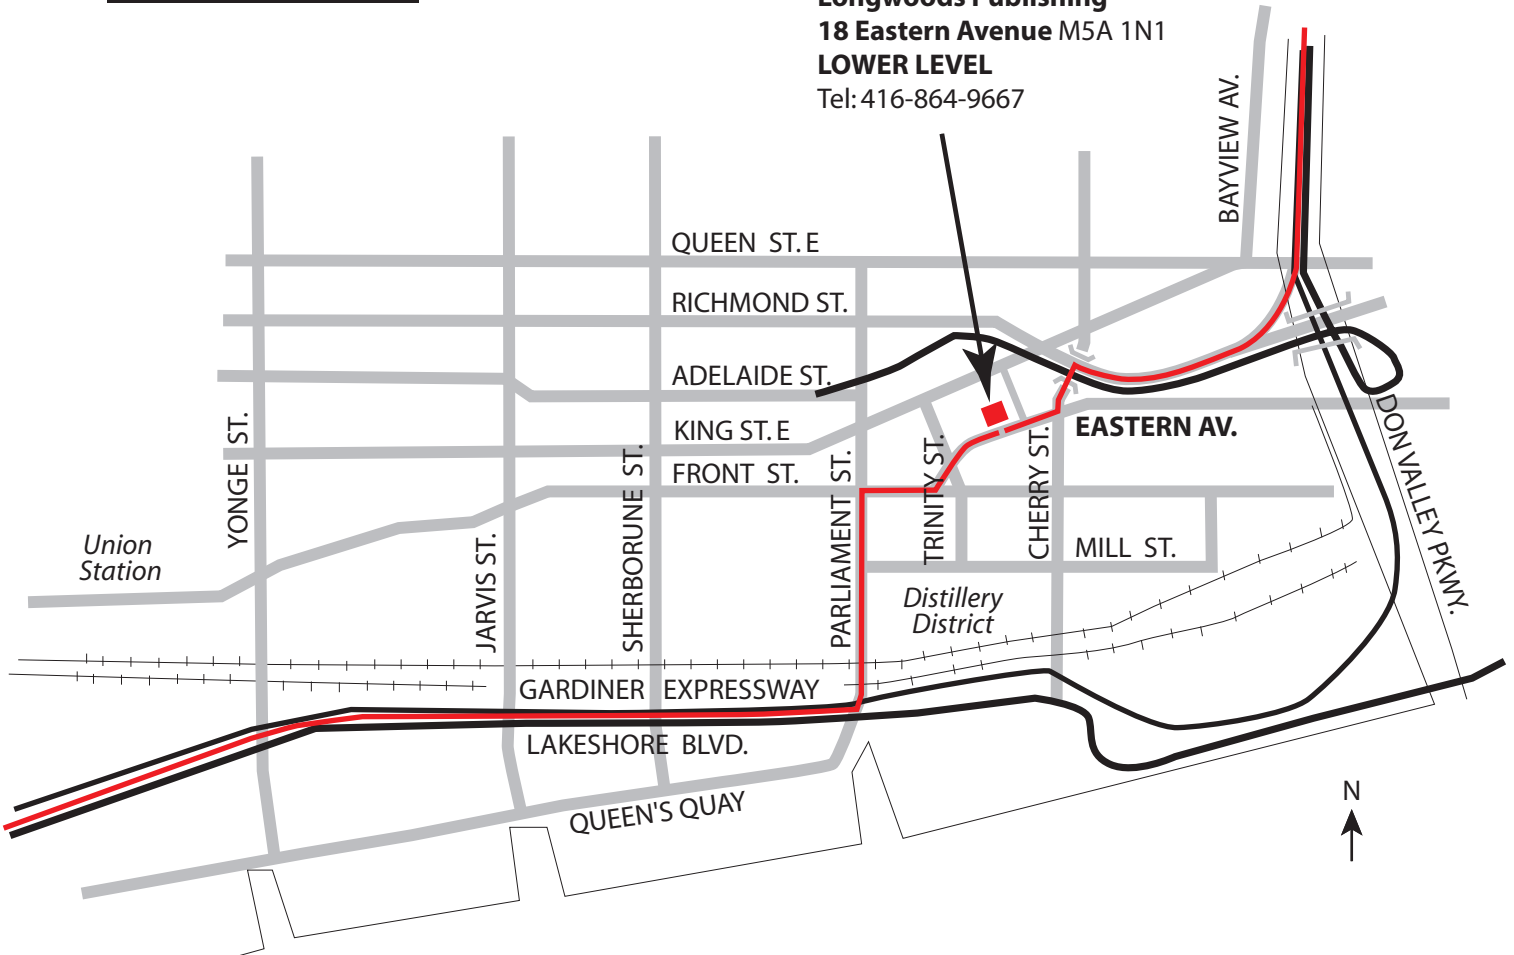 Longwoods Publishing
18 Eastern Avenue M5A 1N1
LOWER LEVEL
Tel: 416-864-9667
BAYVIEW AV.
QUEEN ST. E
RICHMOND ST.
ADELAIDE ST.
KING ST. E
FRONT ST.
EASTERN AV.
YONGE ST.
JARVIS ST.
SHERBORUNE ST.
PARLIAMENT ST.
TRINITY ST.
CHERRY ST.
DON VALLEY PKWY.
MILL ST.
Union
Station
Distillery
District
GARDINER EXPRESSWAY
LAKESHORE BLVD.
QUEEN'S QUAY
N